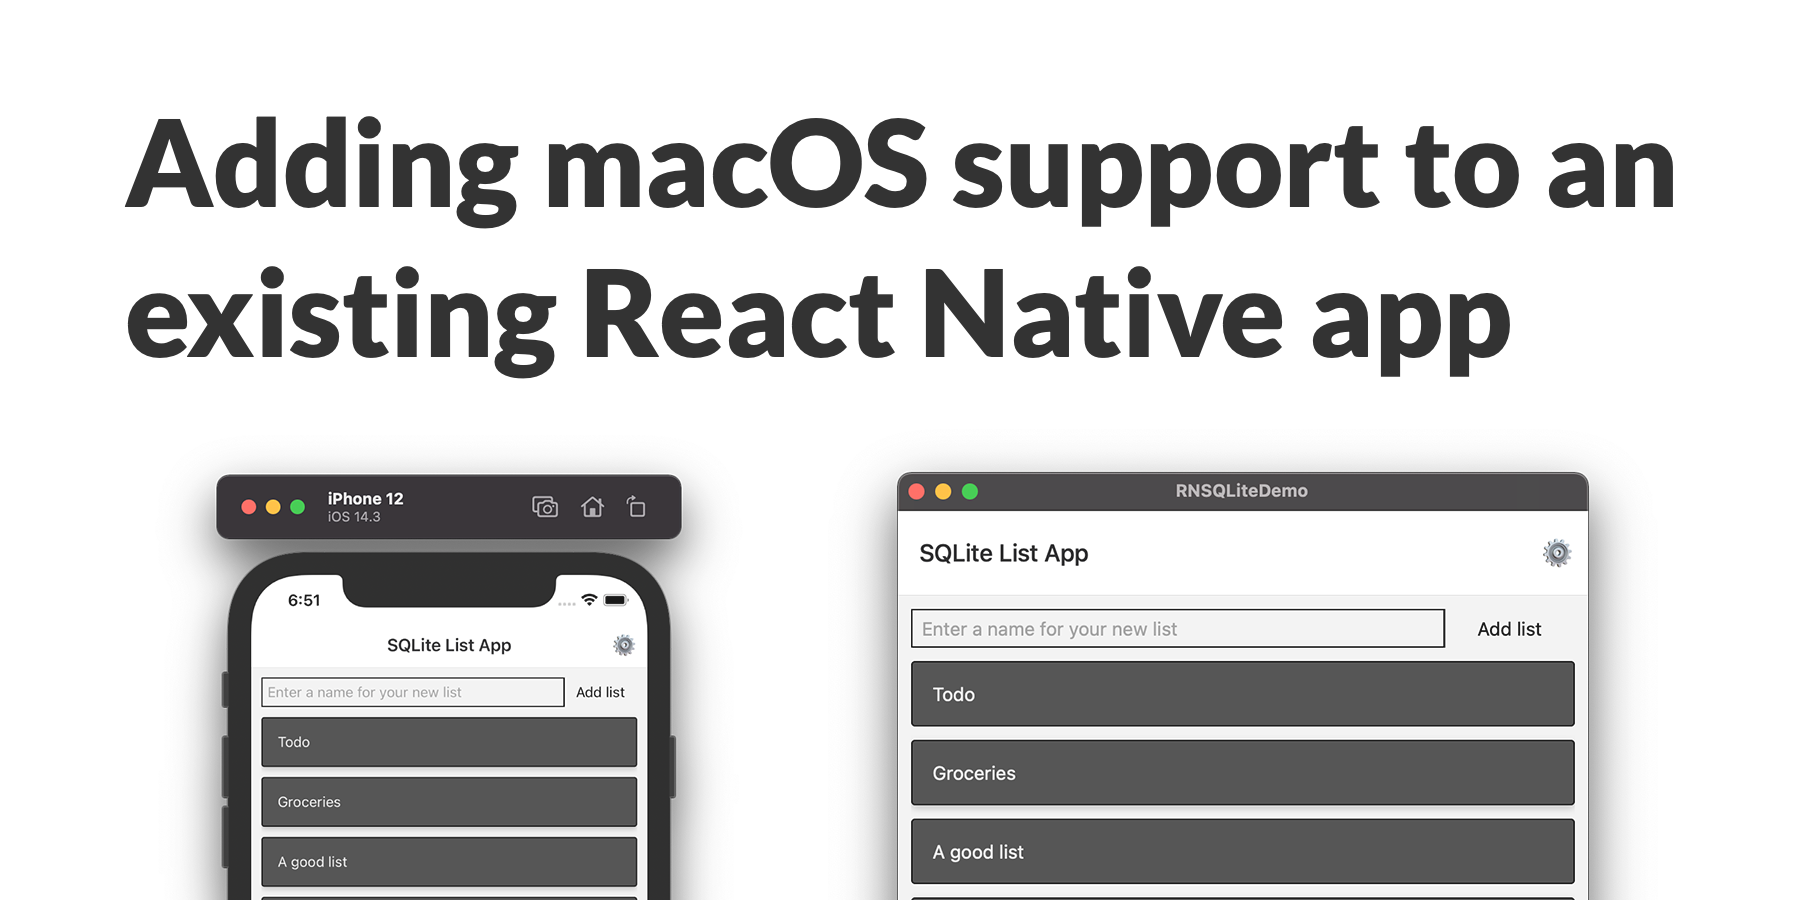 Adding macOS support to an
existing React Native app
iPhone 12
iOS 14.3
6:51
SQLite List App
Enter a name for your new list
Add list
Todo
Groceries
A good list
RNSQLiteDemo
SQLite List App
Enter a name for your new list
Add list
Todo
Groceries
A good list